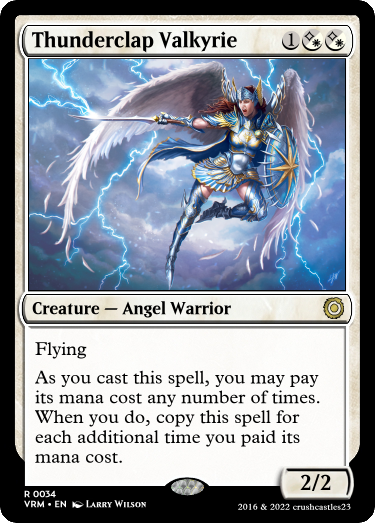 Thunderclap Valkyrie 1
Creature — Angel Warrior
Flying
As you cast this spell, you may pay
its mana cost any number of times.
When you do, copy this spell for
each additional time you paid its
mana cost.
2/2
R 0034
VRM • EN Larry Wilson
2016 & 2022 crushcastles23